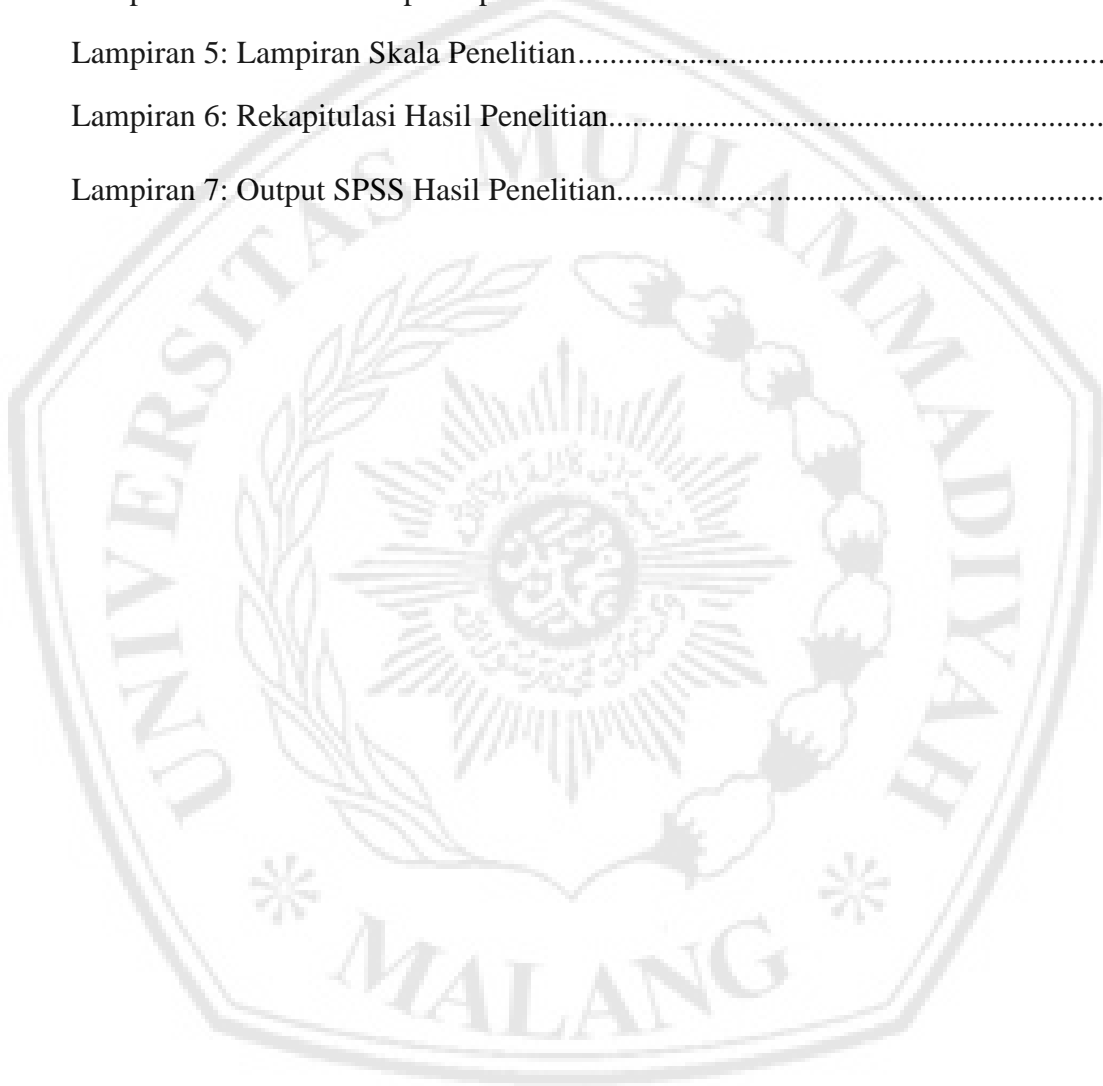 Lampiran 5: Lampiran Skala Penelitian................................................................
Lampiran 6: Rekapitulasi Hasil Penelitian............................................................
Lampiran 7: Output SPSS Hasil Penelitian...........................................................
UNIVERSITAS MUHAMMADIYAH
MALANG